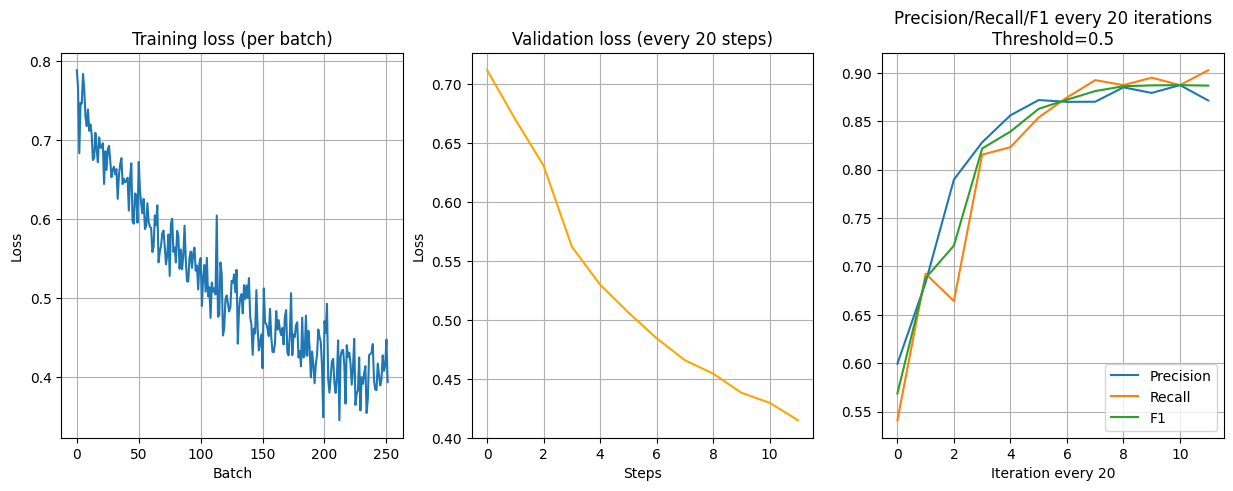 Training loss (per batch)
Loss
0.8
0.7
0.6
0.5
0.4
0 50 100 150 200 250
Batch
Validation loss (every 20 steps)
Loss
0.70
0.65
0.60
0.55
0.50
0.45
0.40
0 2 4 6 8 10
Steps
Precision/Recall/F1 every 20 iterations
Threshold=0.5
0.90
0.85
0.80
0.75
0.70
0.65
0.60
0.55
Precision
Recall
F1
0 2 4 6 8 10
Iteration every 20